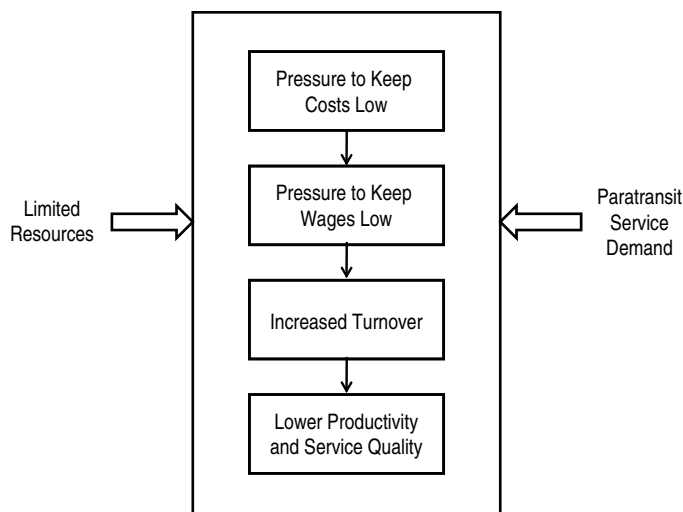 Pressure to Keep
Costs Low
Limited
Resources
Pressure to Keep
Wages Low
Paratransit
Service
Demand
Increased Turnover
Lower Productivity
and Service Quality